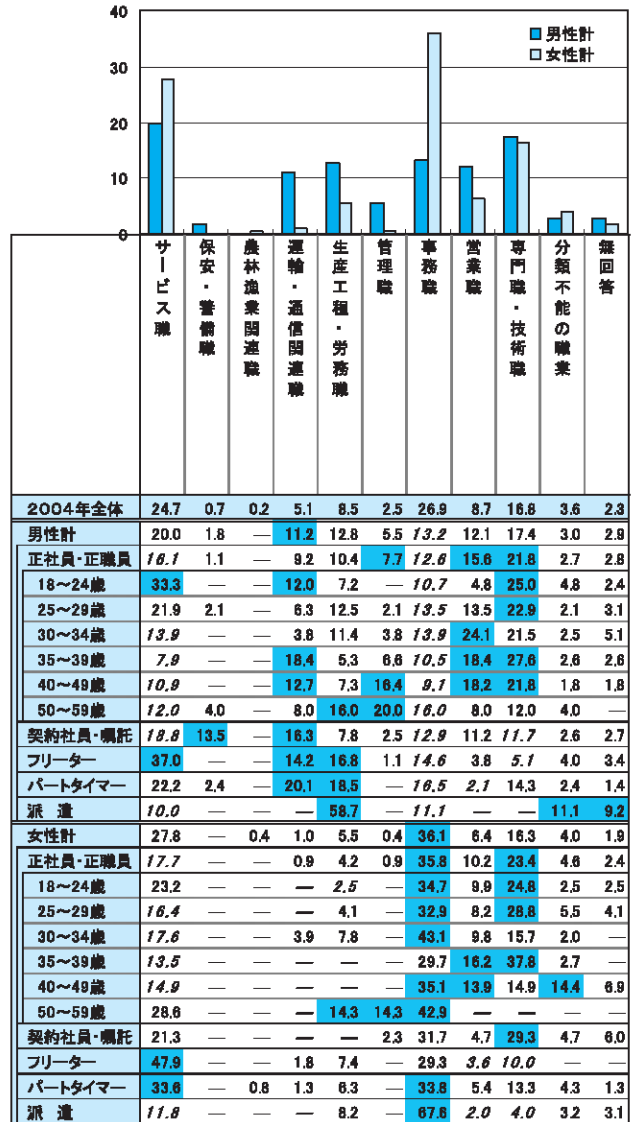 40
30
20
10
0
男性計
女性計
サービス職
保安・警備職
農林漁業関連職
運輸・通信関連職
生産工程・労務職
管理職
事務職
営業職
専門職・技術職
分類不能の職業
無回答
2004年全体 24.7 0.7 0.2 5.1 8.5 2.5 26.9 8.7 16.8 3.6 2.3
男性計 20.0 1.8 — 11.2 12.8 5.5 13.2 12.1 17.4 3.0 2.9
正社員・正職員 16.1 1.1 — 9.2 10.4 7.7 12.6 15.6 21.8 2.7 2.8
18～24歳 33.3 — — 12.0 7.2 — 10.7 4.8 25.0 4.8 2.4
25～29歳 21.9 2.1 — 6.3 12.5 2.1 13.5 13.5 22.9 2.1 3.1
30～34歳 13.9 — — 3.8 11.4 3.8 13.9 24.1 21.5 2.5 5.1
35～39歳 7.9 — — 18.4 5.3 6.6 10.5 18.4 27.6 2.6 2.6
40～49歳 10.9 — — 12.7 7.3 16.4 9.1 18.2 21.8 1.8 1.8
50～59歳 12.0 4.0 — 8.0 16.0 20.0 16.0 8.0 12.0 4.0 —
契約社員・嘱託 18.8 13.5 — 16.3 7.8 2.5 12.9 11.2 11.7 2.6 2.7
フリーター 37.0 — — 14.2 16.8 1.1 14.6 3.8 5.1 4.0 3.4
パートタイマー 22.2 2.4 — 20.1 18.5 — 16.5 2.1 14.3 2.4 1.4
派 遣 10.0 — — — 58.7 — 11.1 — — 11.1 9.2
女性計 27.8 — 0.4 1.0 5.5 0.4 36.1 6.4 16.3 4.0 1.9
正社員・正職員 17.7 — — 0.9 4.2 0.9 35.8 10.2 23.4 4.6 2.4
18～24歳 23.2 — — — 2.5 — 34.7 9.9 24.8 2.5 2.5
25～29歳 16.4 — — — 4.1 — 32.9 8.2 28.8 5.5 4.1
30～34歳 17.6 — — 3.9 7.8 — 43.1 9.8 15.7 2.0 —
35～39歳 13.5 — — — — — 29.7 16.2 37.8 2.7 —
40～49歳 14.9 — — — — — 35.1 13.9 14.9 14.4 6.9
50～59歳 28.6 — — — 14.3 14.3 42.9 — — — —
契約社員・嘱託 21.3 — — — — 2.3 31.7 4.7 29.3 4.7 6.0
フリーター 47.9 — — 1.8 7.4 — 29.3 3.6 10.0 — —
パートタイマー 33.6 — 0.8 1.3 6.3 — 33.8 5.4 13.3 4.3 1.3
派 遣 11.8 — — — 8.2 — 67.6 2.0 4.0 3.2 3.1